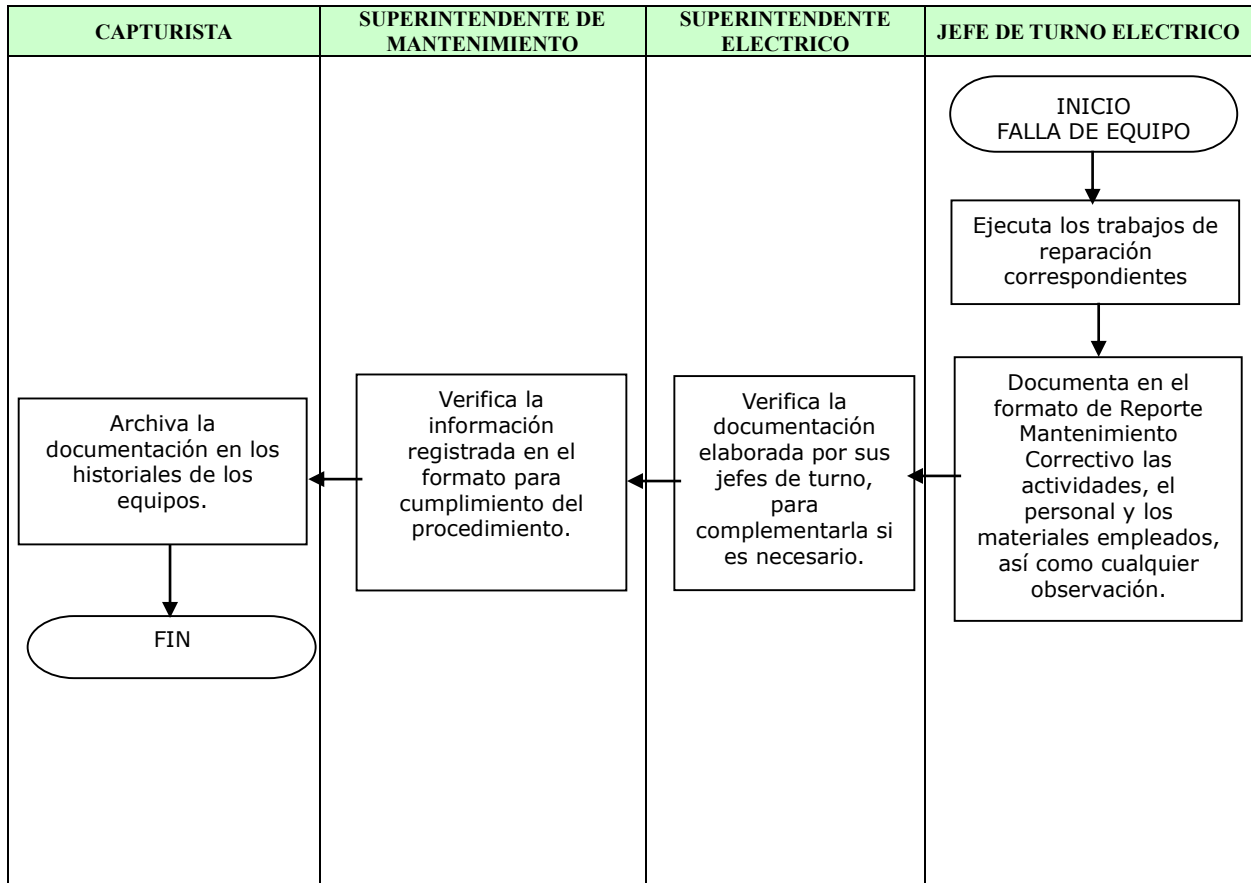 CAPTURISTA
SUPERINTENDENTE DE
MANTENIMIENTO
SUPERINTENDENTE
ELECTRICO
JEFE DE TURNO ELECTRICO
INICIO
FALLA DE EQUIPO
Ejecuta los trabajos de
reparación
correspondientes
Documenta en el
formato de Reporte
Mantenimiento
Correctivo las
actividades, el
personal y los
materiales empleados,
así como cualquier
observación.
Verifica la
documentación
elaborada por sus
jefes de turno,
para
complementarla si
es necesario.
Verifica la
información
registrada en el
formato para
cumplimiento del
procedimiento.
Archiva la
documentación en los
historiales de los
equipos.
FIN